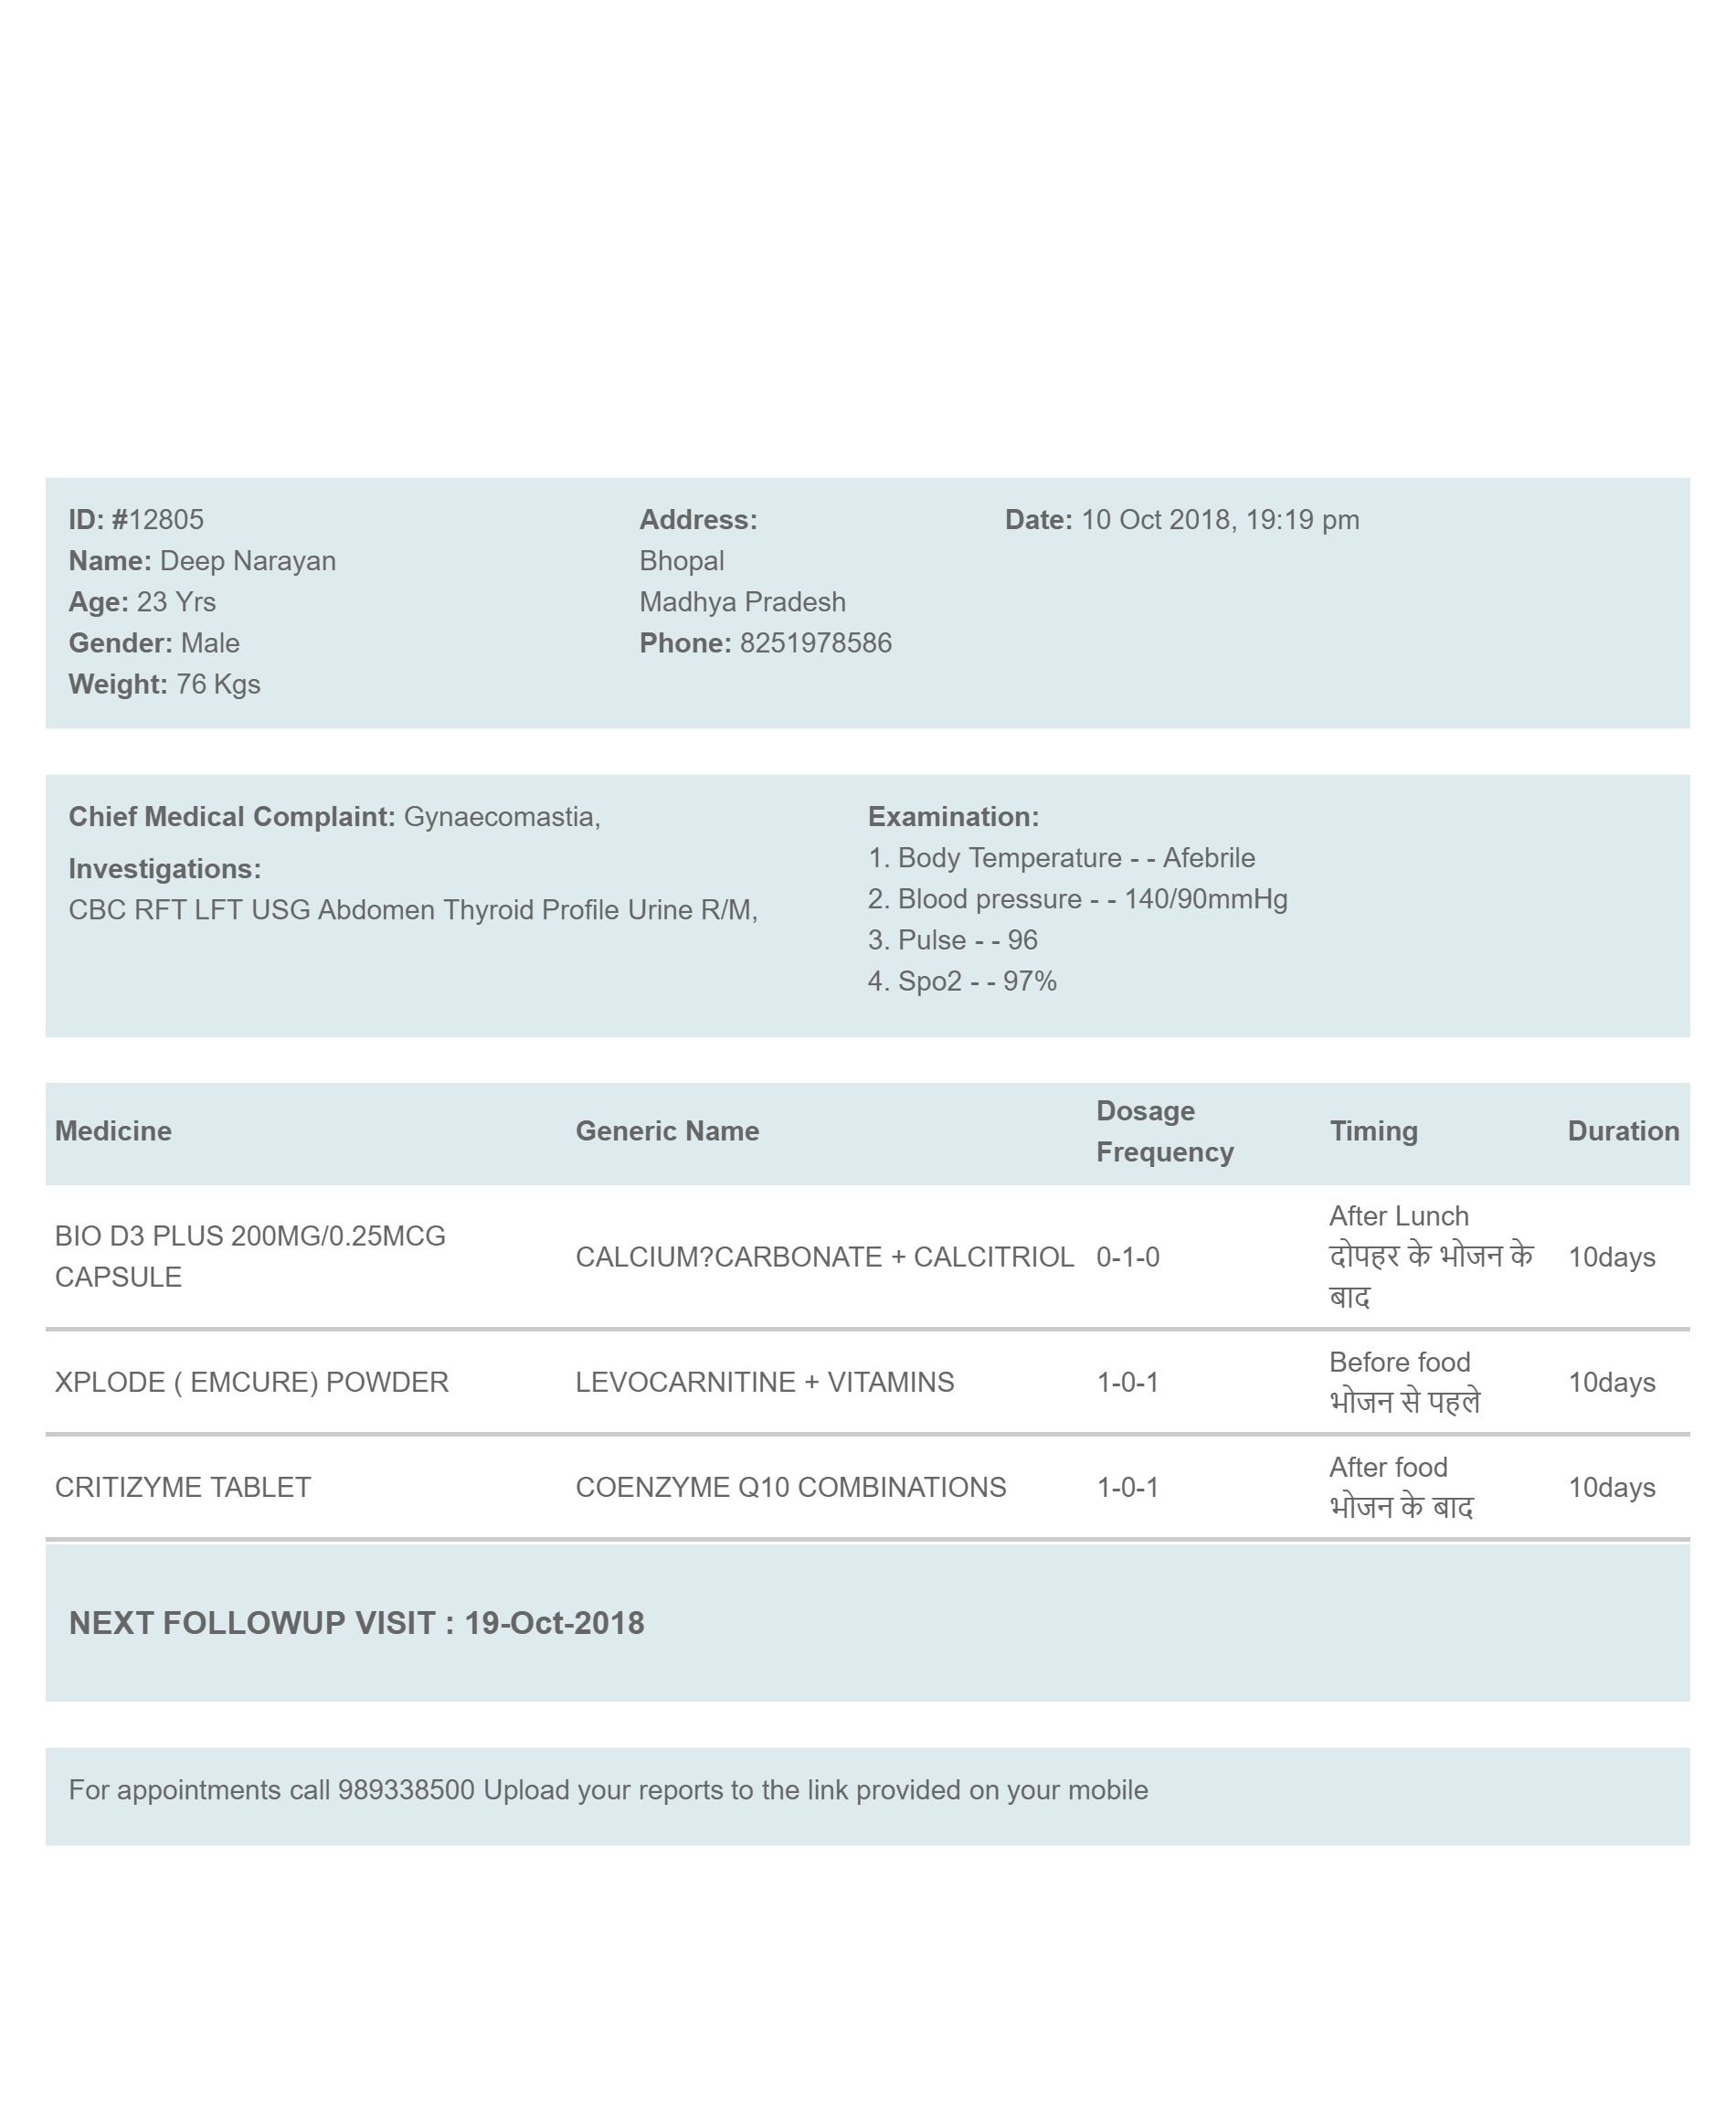 ID: #12805
Name: Deep Narayan
Age: 23 Yrs
Gender: Male
Weight: 76 Kgs
Address:
Bhopal
Madhya Pradesh
Phone: 8251978586
Date: 10 Oct 2018, 19:19 pm
Chief Medical Complaint: Gynaecomastia,
Investigations:
CBC RFT LFT USG Abdomen Thyroid Profile Urine R/M,
Examination:
1. Body Temperature - - Afebrile
2. Blood pressure - - 140/90mmHg
3. Pulse - - 96
4. Spo2 - - 97%
Medicine
Generic Name
Dosage
Frequency
Timing
Duration
BIO D3 PLUS 200MG/0.25MCG
CAPSULE
CALCIUM?CARBONATE + CALCITRIOL
0-1-0
After Lunch
दोपहर के भोजन के
बाद
10days
XPLODE ( EMCURE) POWDER
LEVOCARNITINE + VITAMINS
1-0-1
Before food
भोजन से पहले
10days
CRITIZYME TABLET
COENZYME Q10 COMBINATIONS
1-0-1
After food
भोजन के बाद
10days
NEXT FOLLOWUP VISIT : 19-Oct-2018
For appointments call 989338500 Upload your reports to the link provided on your mobile